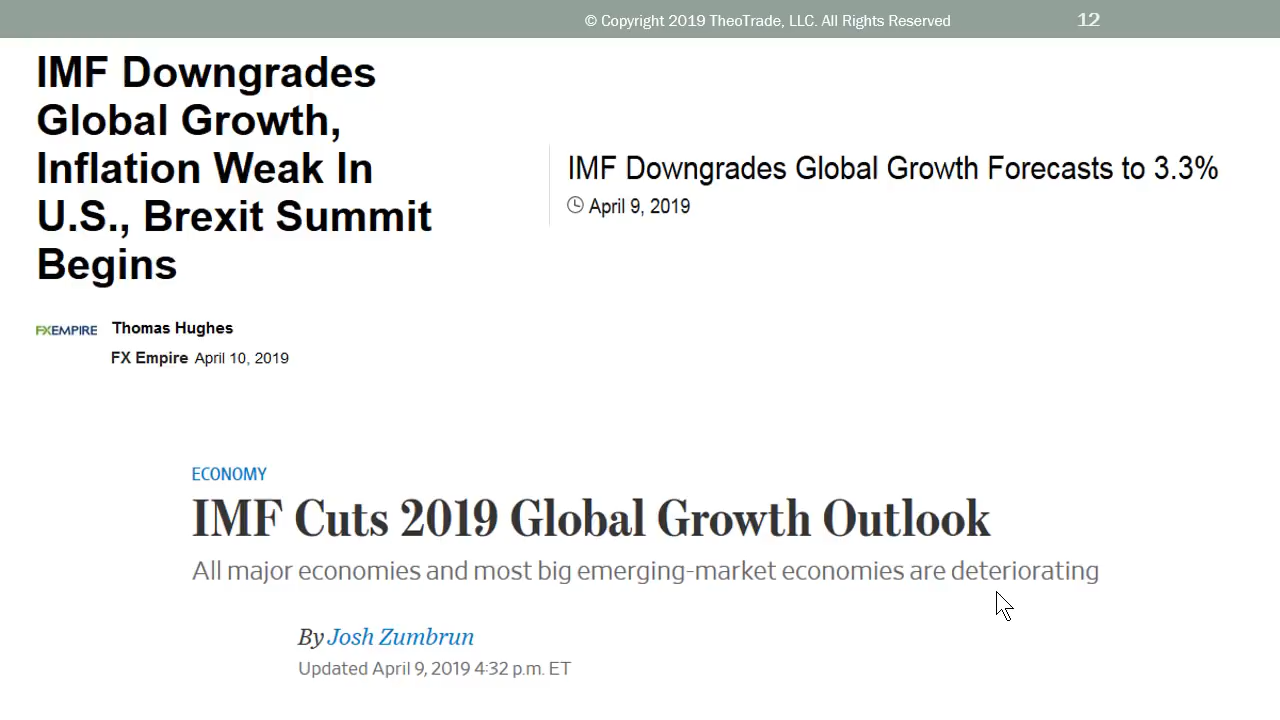 © Copyright 2019 TheoTrade, LLC. All Rights Reserved
12
IMF Downgrades
Global Growth,
Inflation Weak In
U.S., Brexit Summit
Begins
FXEMPIRE
Thomas Hughes
FX Empire April 10, 2019
IMF Downgrades Global Growth Forecasts to 3.3%
April 9, 2019
ECONOMY
IMF Cuts 2019 Global Growth Outlook
All major economies and most big emerging-market economies are deteriorating
By Josh Zumbrun
Updated April 9, 2019 4:32 p.m. ET